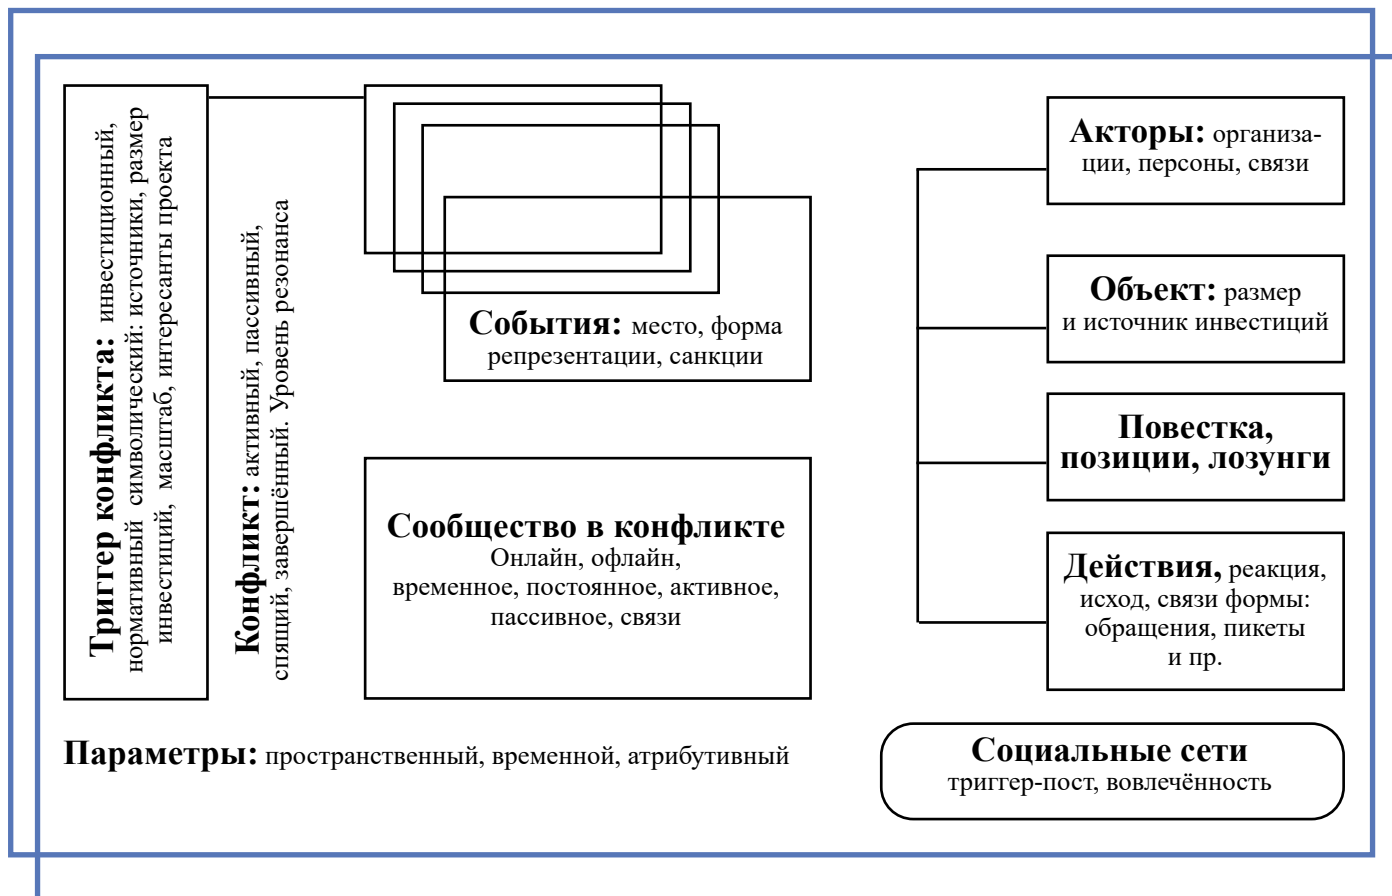 Триггер конфликта: инвестиционный,
нормативный символический: источники, размер
инвестиций, масштаб, интересанты проекта
Конфликт: активный, пассивный,
спящий, завершённый. Уровень резонанса
События: место, форма
репрезентации, санкции
Сообщество в конфликте
Онлайн, офлайн,
временное, постоянное, активное,
пассивное, связи
Акторы: организа-
ции, персоны, связи
Объект: размер
и источник инвестиций
Повестка,
позиции, лозунги
Действия, реакция,
исход, связи формы:
обращения, пикеты
и пр.
Параметры: пространственный, временной, атрибутивный
Социальные сети
триггер-пост, вовлечённость